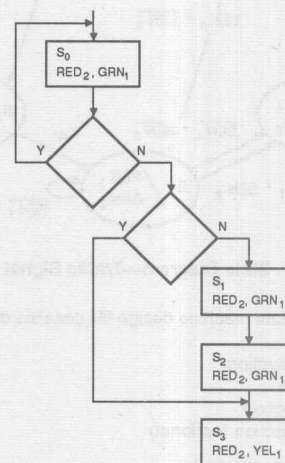 S0
RED2, GRN1
Y
N
Y
N
S1
RED2, GRN1
S2
RED2, GRN1
S3
RED2, YEL1